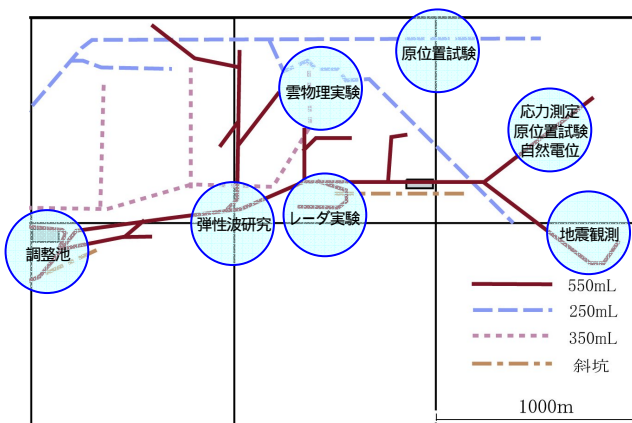 原位置試験
雲物理実験
応力測定
原位置試験
自然電位
弾性波研究
レーダ実験
調整池
地震観測
550mL
250mL
350mL
斜坑
1000m